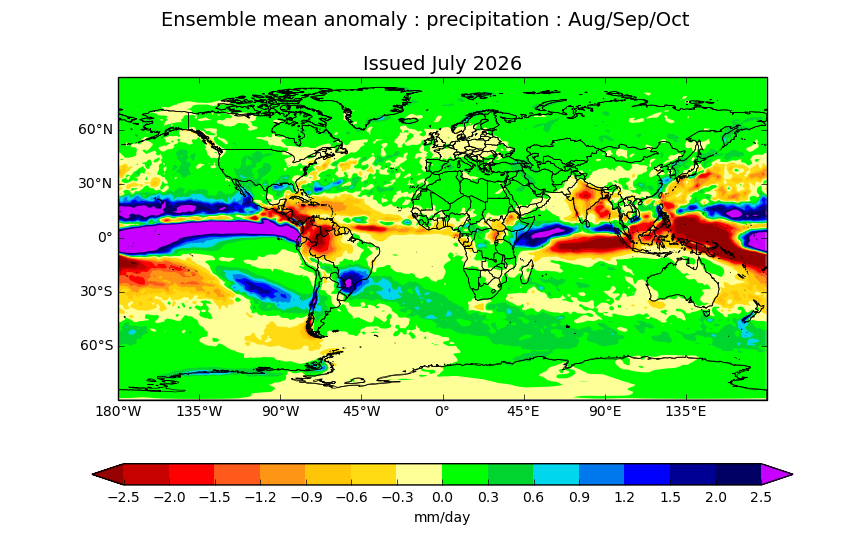 Ensemble mean anomaly : precipitation : Aug/Sep/Oct
Issued July 2026
60°N
30°N
0°
30°S
60°S
180°W 135°W 90°W 45°W 0° 45°E 90°E 135°E
−2.5 −2.0 −1.5 −1.2 −0.9 −0.6 −0.3 0.0 0.3 0.6 0.9 1.2 1.5 2.0 2.5
mm/day